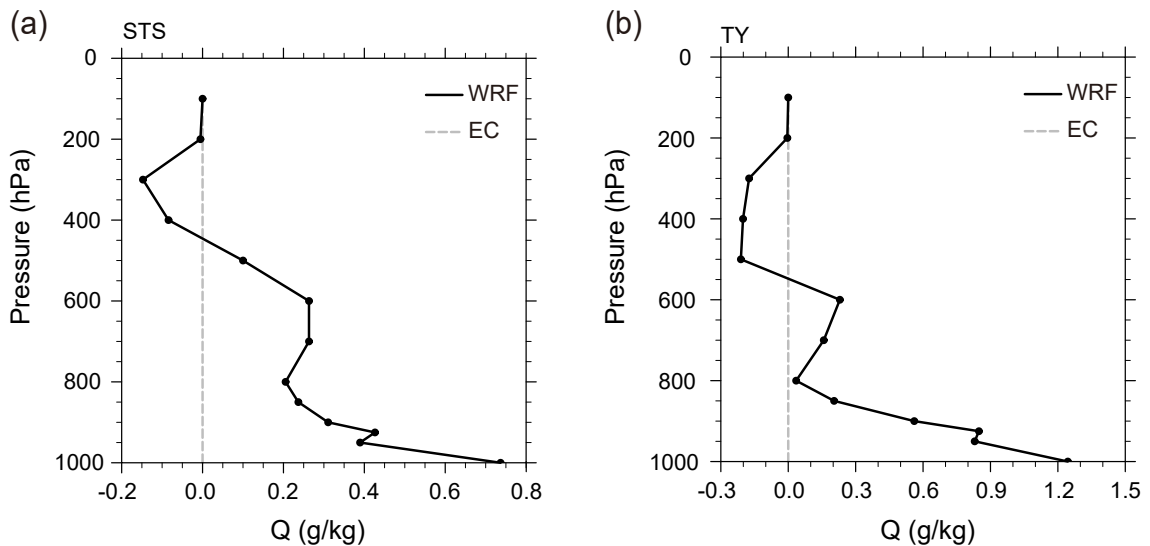 (a)
STS
0
200
400
600
800
1000
Pressure (hPa)
WRF
EC
-0.2 0.0 0.2 0.4 0.6 0.8
Q (g/kg)
(b)
TY
0
200
400
600
800
1000
Pressure (hPa)
WRF
EC
-0.3 0.0 0.3 0.6 0.9 1.2 1.5
Q (g/kg)